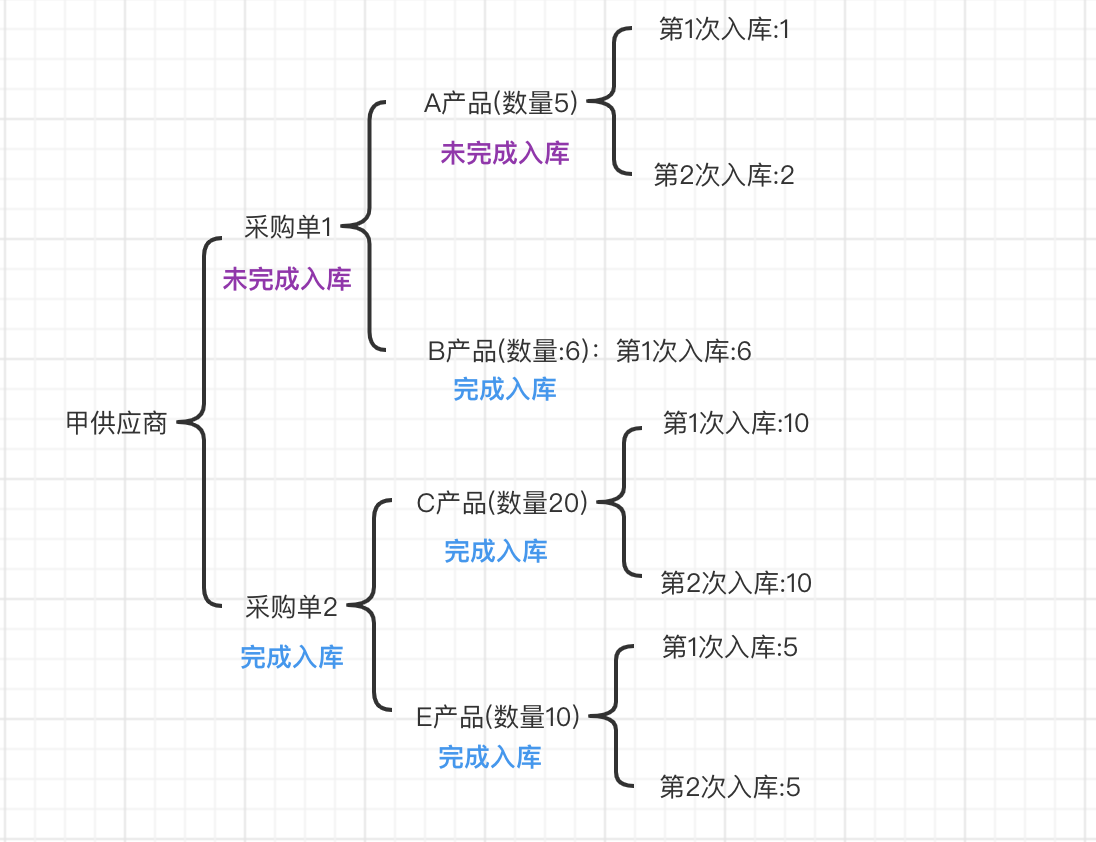 甲供应商
采购单1
未完成入库
A产品(数量5)
未完成入库
第1次入库:1
第2次入库:2
B产品(数量:6)：第1次入库:6
完成入库
采购单2
完成入库
C产品(数量20)
完成入库
第1次入库:10
第2次入库:10
E产品(数量10)
完成入库
第1次入库:5
第2次入库:5